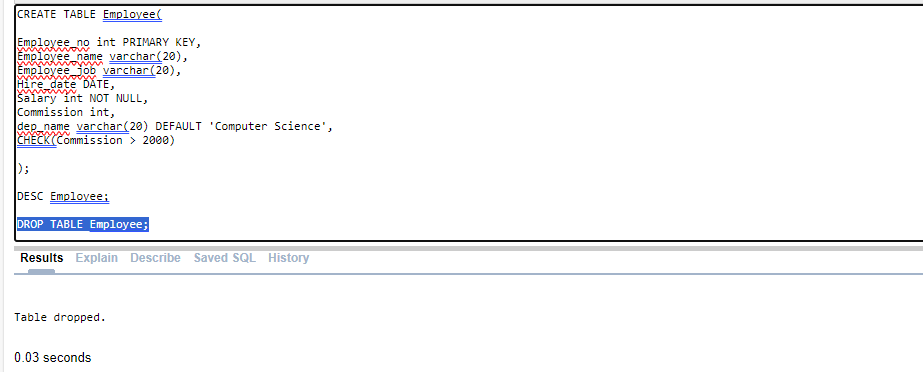 CREATE TABLE Employee(
Employee_no int PRIMARY KEY,
Employee_name varchar(20),
Employee_job varchar(20),
Hire_date DATE,
Salary int NOT NULL,
Commission int,
dep_name varchar(20) DEFAULT 'Computer Science',
CHECK(Commission > 2000)
);
DESC Employee;
DROP TABLE Employee;
Results Explain Describe Saved SQL History
Table dropped.
0.03 seconds